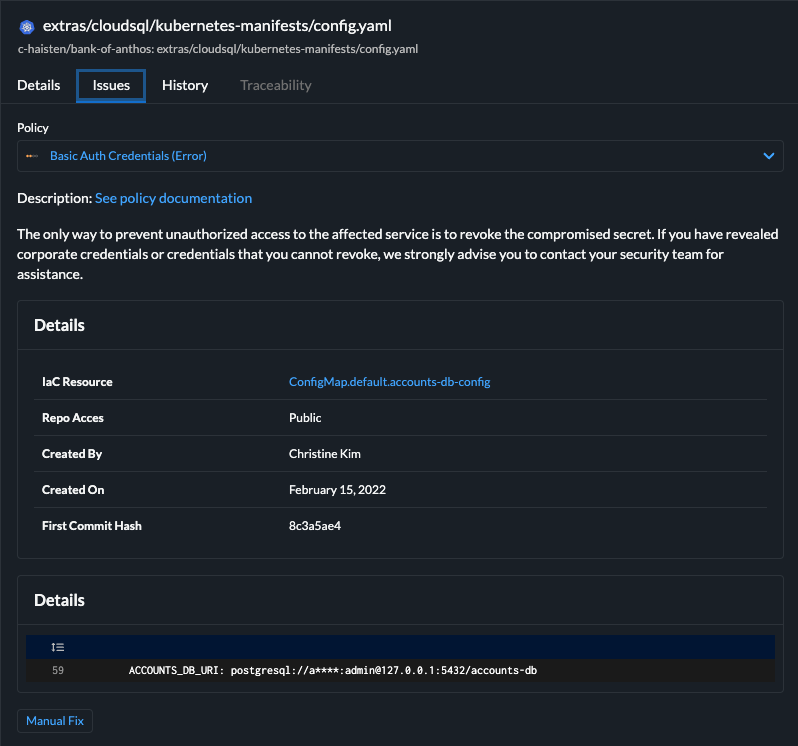 extras/cloudsql/kubernetes-manifests/config.yaml
c-haisten/bank-of-anthos: extras/cloudsql/kubernetes-manifests/config.yaml
Details Issues History Traceability
Policy
Basic Auth Credentials (Error)
Description: See policy documentation
The only way to prevent unauthorized access to the affected service is to revoke the compromised secret. If you have revealed
corporate credentials or credentials that you cannot revoke, we strongly advise you to contact your security team for
assistance.
Details
IaC Resource ConfigMap.default.accounts-db-config
Repo Acces Public
Created By Christine Kim
Created On February 15, 2022
First Commit Hash 8c3a5ae4
Details
59 ACCOUNTS_DB_URI: postgresql://a****:admin@127.0.0.1:5432/accounts-db
Manual Fix